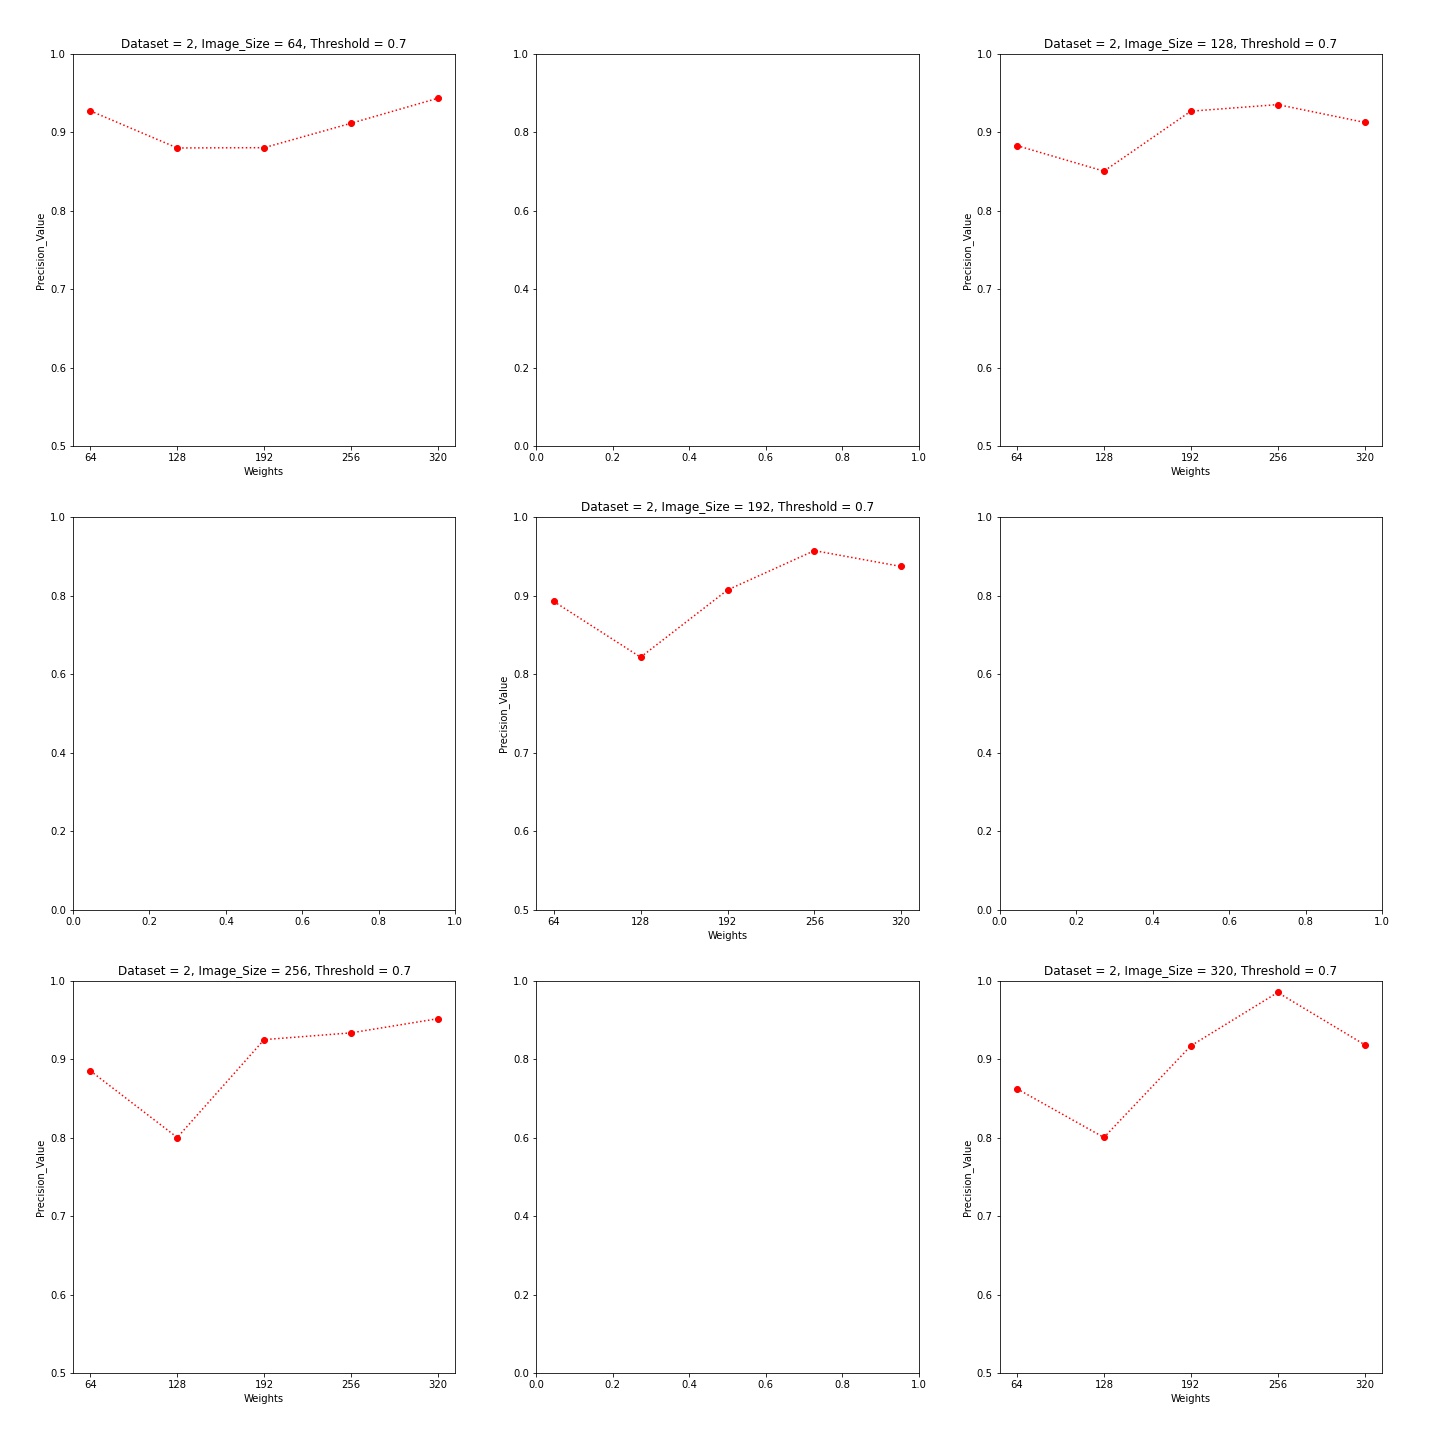 Dataset = 2, Image_Size = 64, Threshold = 0.7
1.0
0.9
0.8
0.7
0.6
0.5
Precision_Value
64 128 192 256 320
Weights
1.0
0.8
0.6
0.4
0.2
0.0
0.0 0.2 0.4 0.6 0.8 1.0
Dataset = 2, Image_Size = 128, Threshold = 0.7
1.0
0.9
0.8
0.7
0.6
0.5
Precision_Value
64 128 192 256 320
Weights
1.0
0.8
0.6
0.4
0.2
0.0
0.0 0.2 0.4 0.6 0.8 1.0
Dataset = 2, Image_Size = 192, Threshold = 0.7
1.0
0.9
0.8
0.7
0.6
0.5
Precision_Value
64 128 192 256 320
Weights
1.0
0.8
0.6
0.4
0.2
0.0
0.0 0.2 0.4 0.6 0.8 1.0
Dataset = 2, Image_Size = 256, Threshold = 0.7
1.0
0.9
0.8
0.7
0.6
0.5
Precision_Value
64 128 192 256 320
Weights
1.0
0.8
0.6
0.4
0.2
0.0
0.0 0.2 0.4 0.6 0.8 1.0
Dataset = 2, Image_Size = 320, Threshold = 0.7
1.0
0.9
0.8
0.7
0.6
0.5
Precision_Value
64 128 192 256 320
Weights